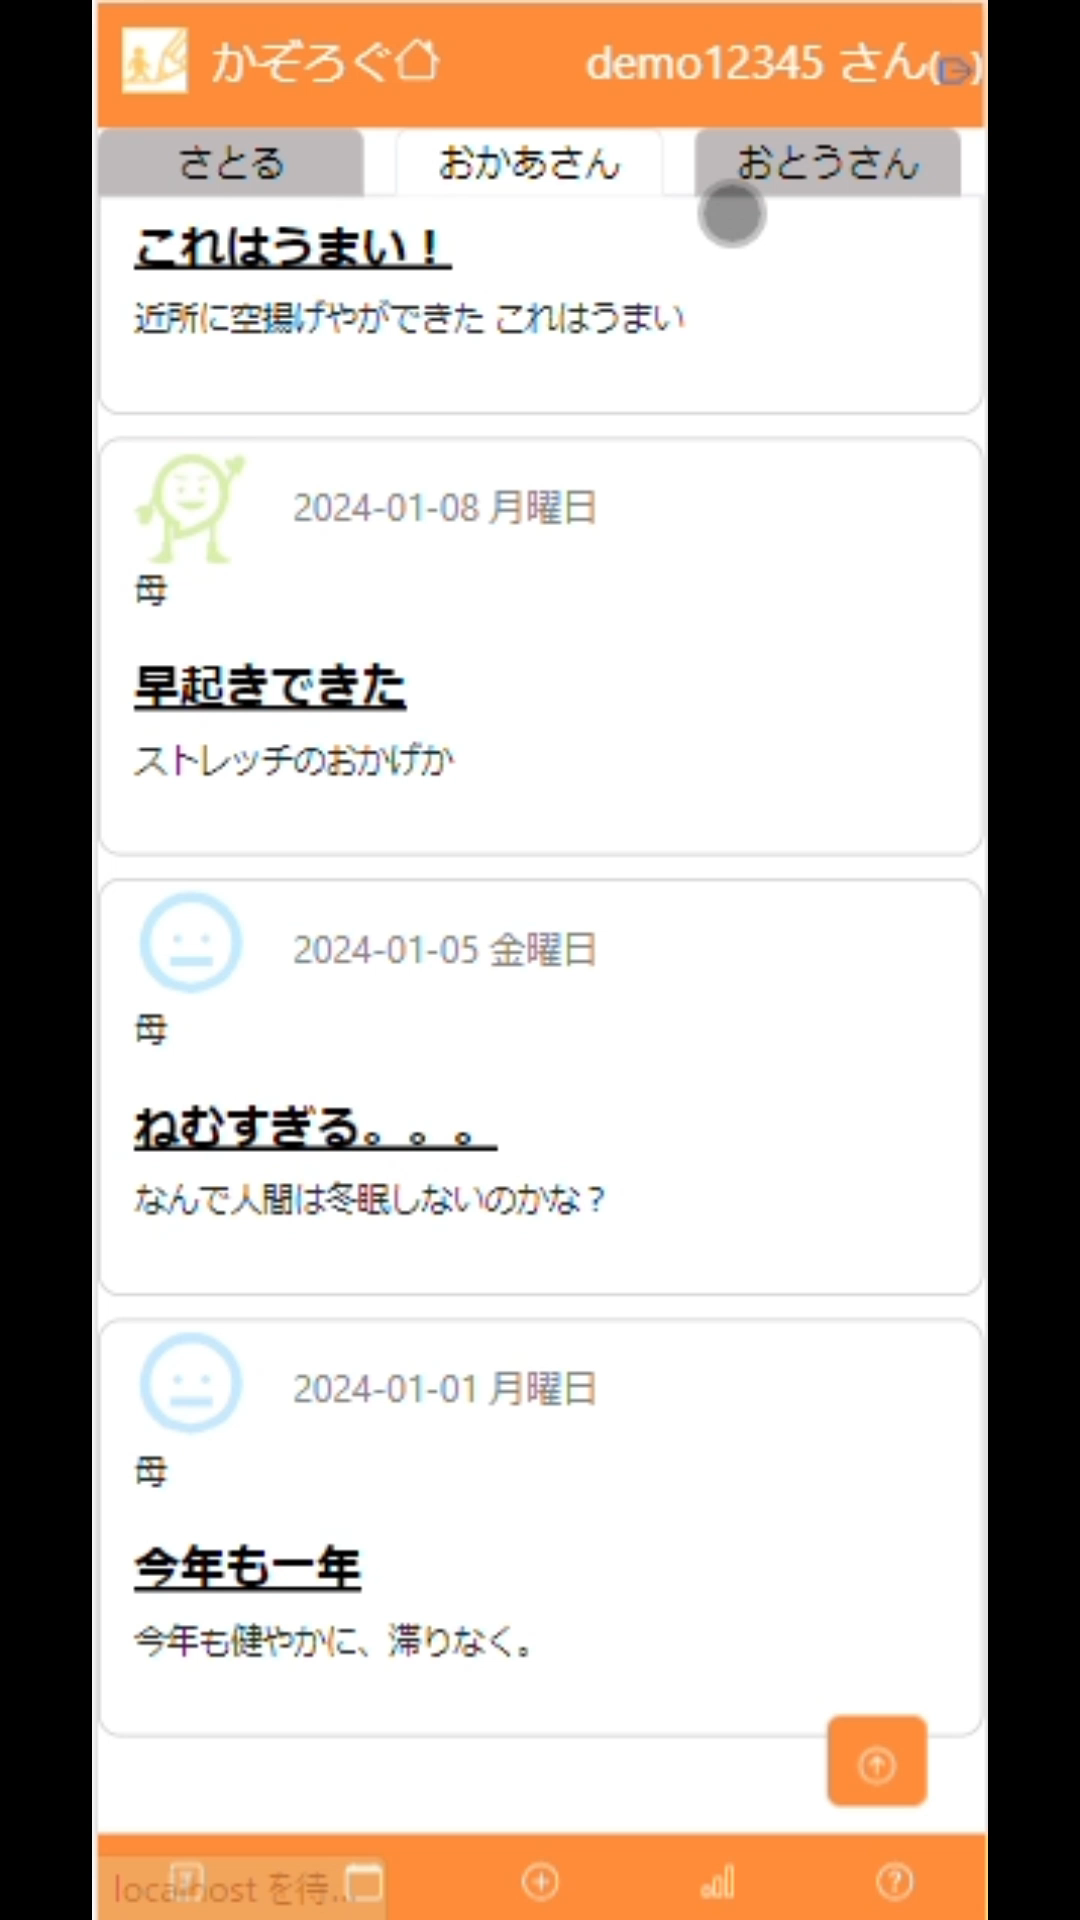 かぞろぐ
demo12345 さん( )
さとる おかあさん おとうさん
これはうまい！
近所に空揚げやができた これはうまい
2024-01-08 月曜日
母
早起きできた
ストレッチのおかげか
2024-01-05 金曜日
母
ねむすぎる。。。
なんで人間は冬眠しないのかな？
2024-01-01 月曜日
母
今年も一年
今年も健やかに、滞りなく。
localhost を待...